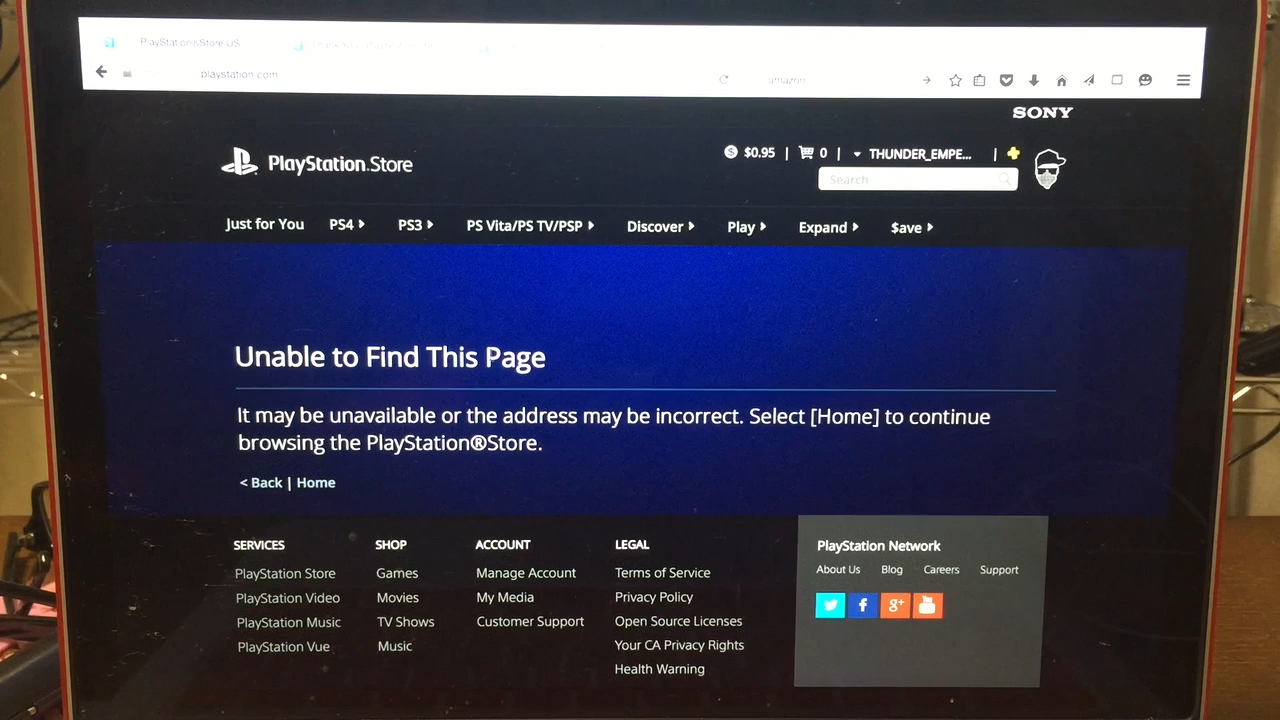 PlayStation®Store US
playstation.com
amazon
SONY
PlayStation.Store
$0.95 | 0 | THUNDER_EMPE... |
Search
Just for You PS4 PS3 PS Vita/PS TV/PSP Discover Play Expand $ave
Unable to Find This Page
It may be unavailable or the address may be incorrect. Select [Home] to continue
browsing the PlayStation®Store.
< Back | Home
SERVICES SHOP ACCOUNT LEGAL
PlayStation Store Games Manage Account Terms of Service
PlayStation Video Movies My Media Privacy Policy
PlayStation Music TV Shows Customer Support Open Source Licenses
PlayStation Vue Music Your CA Privacy Rights
Health Warning
PlayStation Network
About Us Blog Careers Support